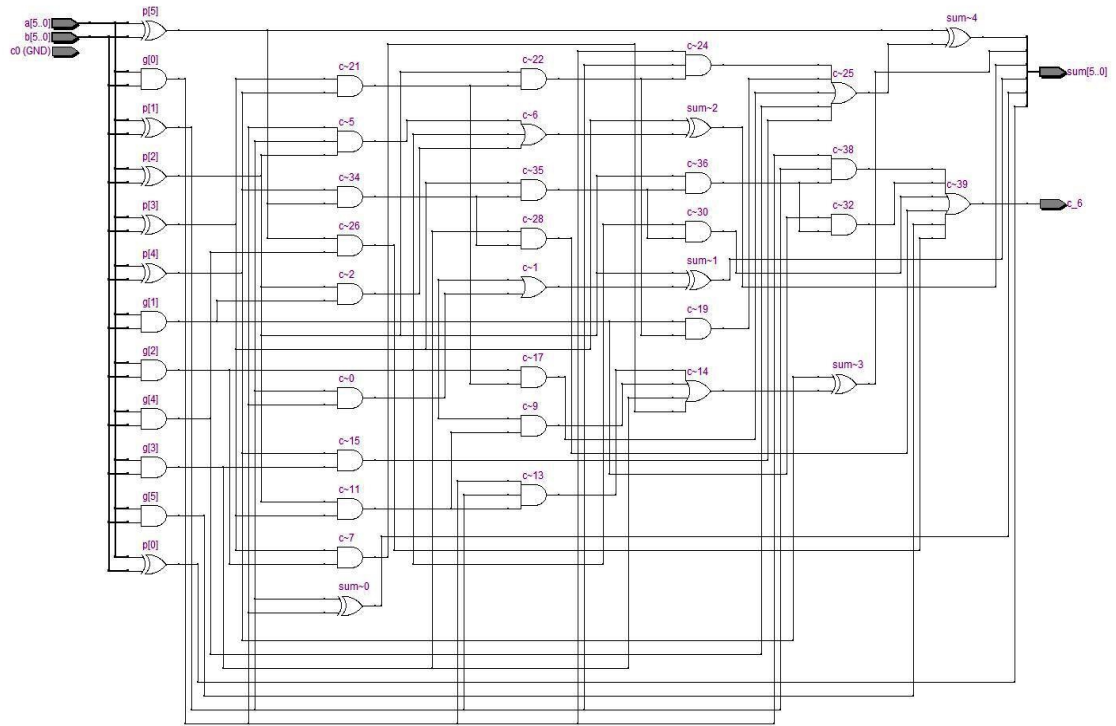 a[5..0]
b[5..0]
c0 (GND)
p[5]
g[0]
p[1]
p[2]
p[3]
p[4]
g[1]
g[2]
g[4]
g[3]
g[5]
p[0]
c~21
c~5
c~34
c~26
c~2
c~0
c~15
c~11
c~7
sum~0
c~22
c~6
c~35
c~28
c~1
c~17
c~9
c~13
c~24
sum~2
c~36
c~30
sum~1
c~19
c~14
c~25
c~38
c~32
sum~3
sum~4
c~39
sum[5..0]
c_6